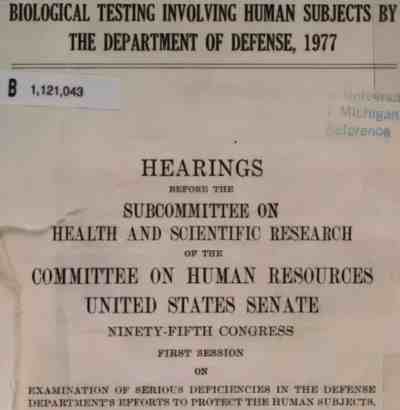 BIOLOGICAL TESTING INVOLVING HUMAN SUBJECTS BY
THE DEPARTMENT OF DEFENSE, 1977
B 1,121,043
Universi
Michigan
Reference
HEARINGS
BEFORE THE
SUBCOMMITTEE ON
HEALTH AND SCIENTIFIC RESEARCH
OF THE
COMMITTEE ON HUMAN RESOURCES
UNITED STATES SENATE
NINETY-FIFTH CONGRESS
FIRST SESSION
ON
EXAMINATION OF SERIOUS DEFICIENCIES IN THE DEFENSE
DEPARTMENT'S EFFORTS TO PROTECT THE HUMAN SUBJECTS,